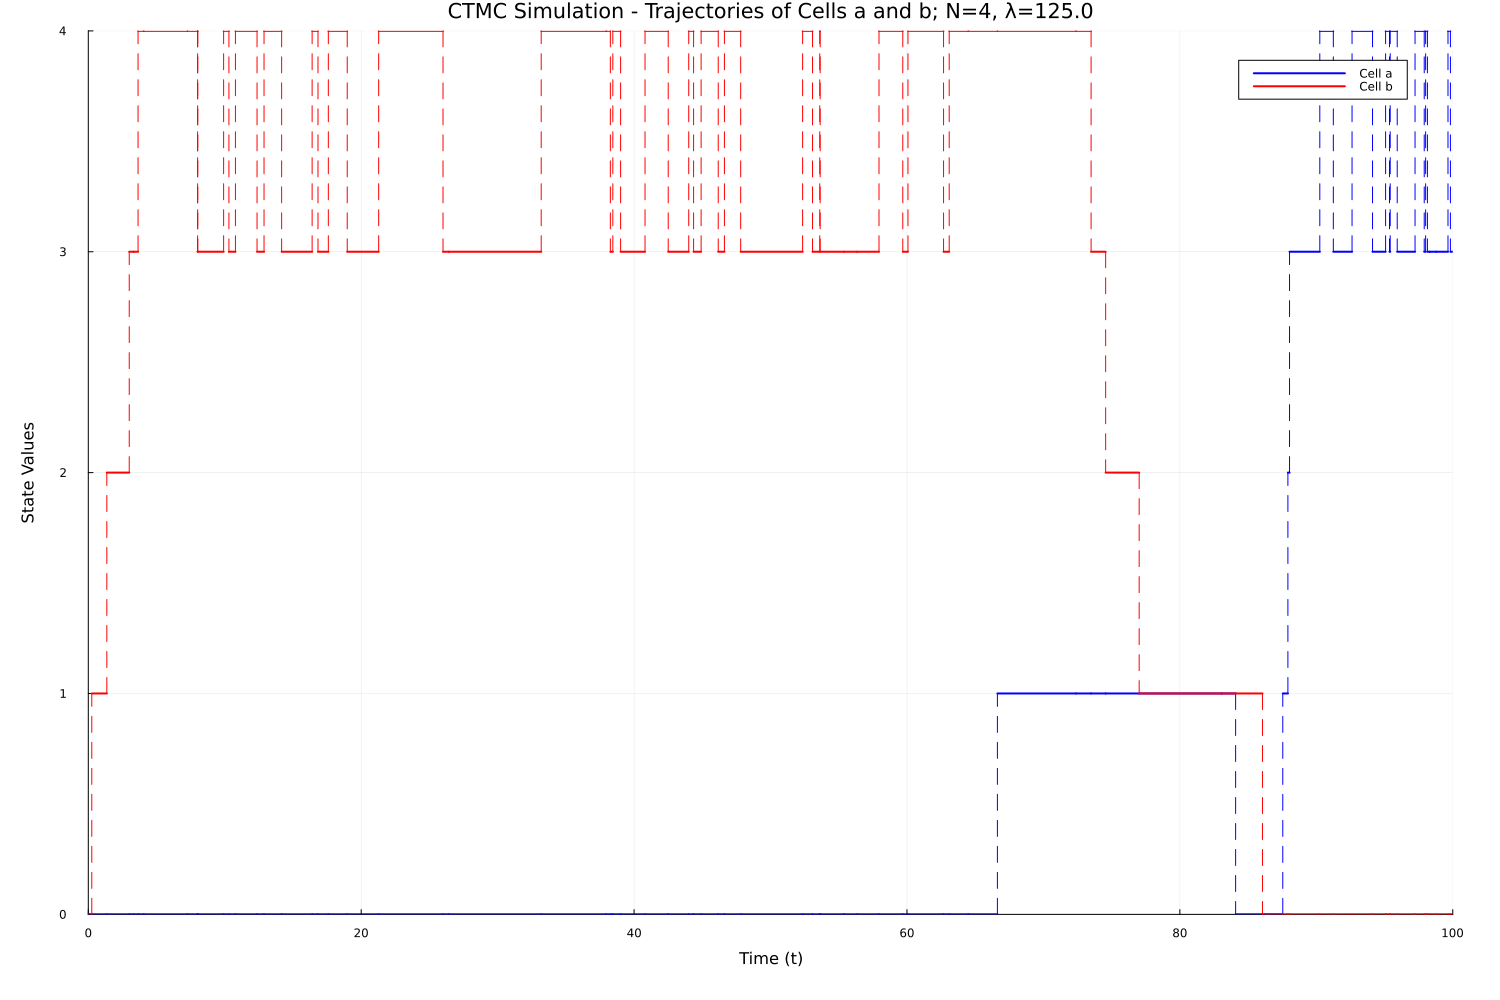 CTMC Simulation - Trajectories of Cells a and b; N=4, λ=125.0
4
Cell a
Cell b
3
State Values
2
1
0
0 20 40 60 80 100
Time (t)